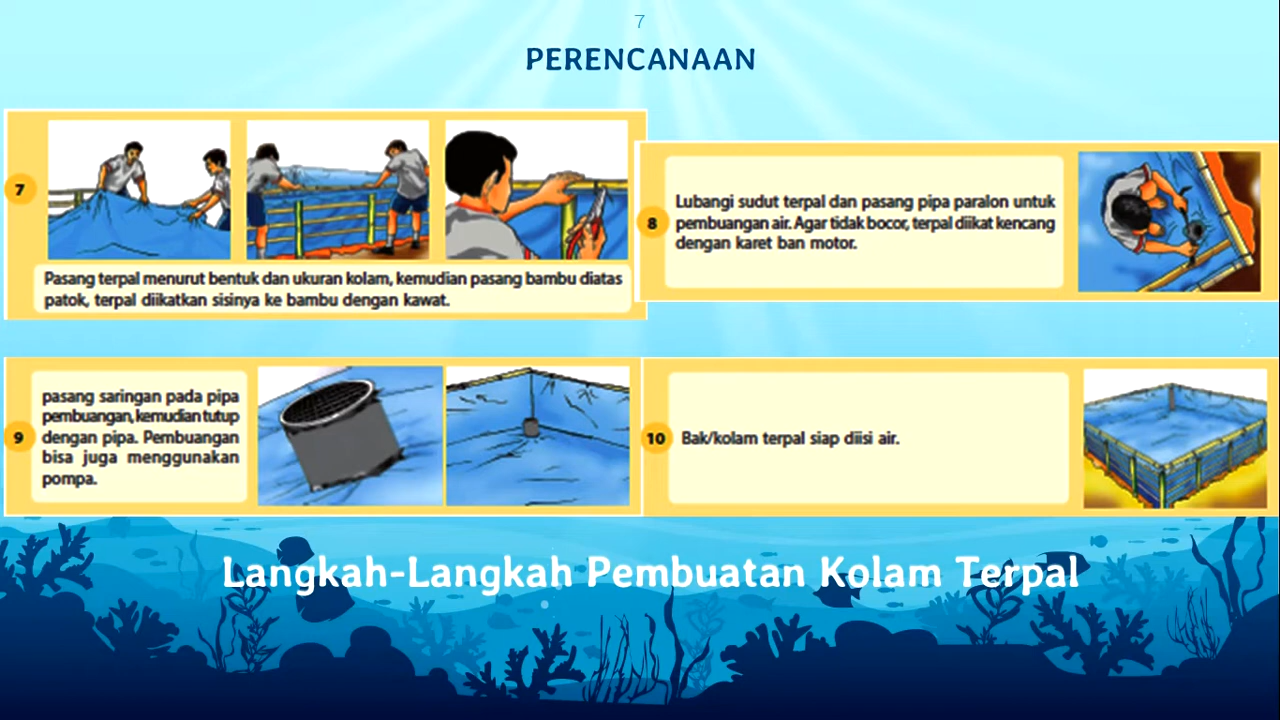 7
PERENCANAAN
7
Pasang terpal menurut bentuk dan ukuran kolam, kemudian pasang bambu diatas
patok, terpal diikatkan sisinya ke bambu dengan kawat.
8
Lubangi sudut terpal dan pasang pipa paralon untuk
pembuangan air. Agar tidak bocor, terpal diikat kencang
dengan karet ban motor.
9
pasang saringan pada pipa
pembuangan, kemudian tutup
dengan pipa. Pembuangan
bisa juga menggunakan
pompa.
10
Bak/kolam terpal siap diisi air.
Langkah-Langkah Pembuatan Kolam Terpal